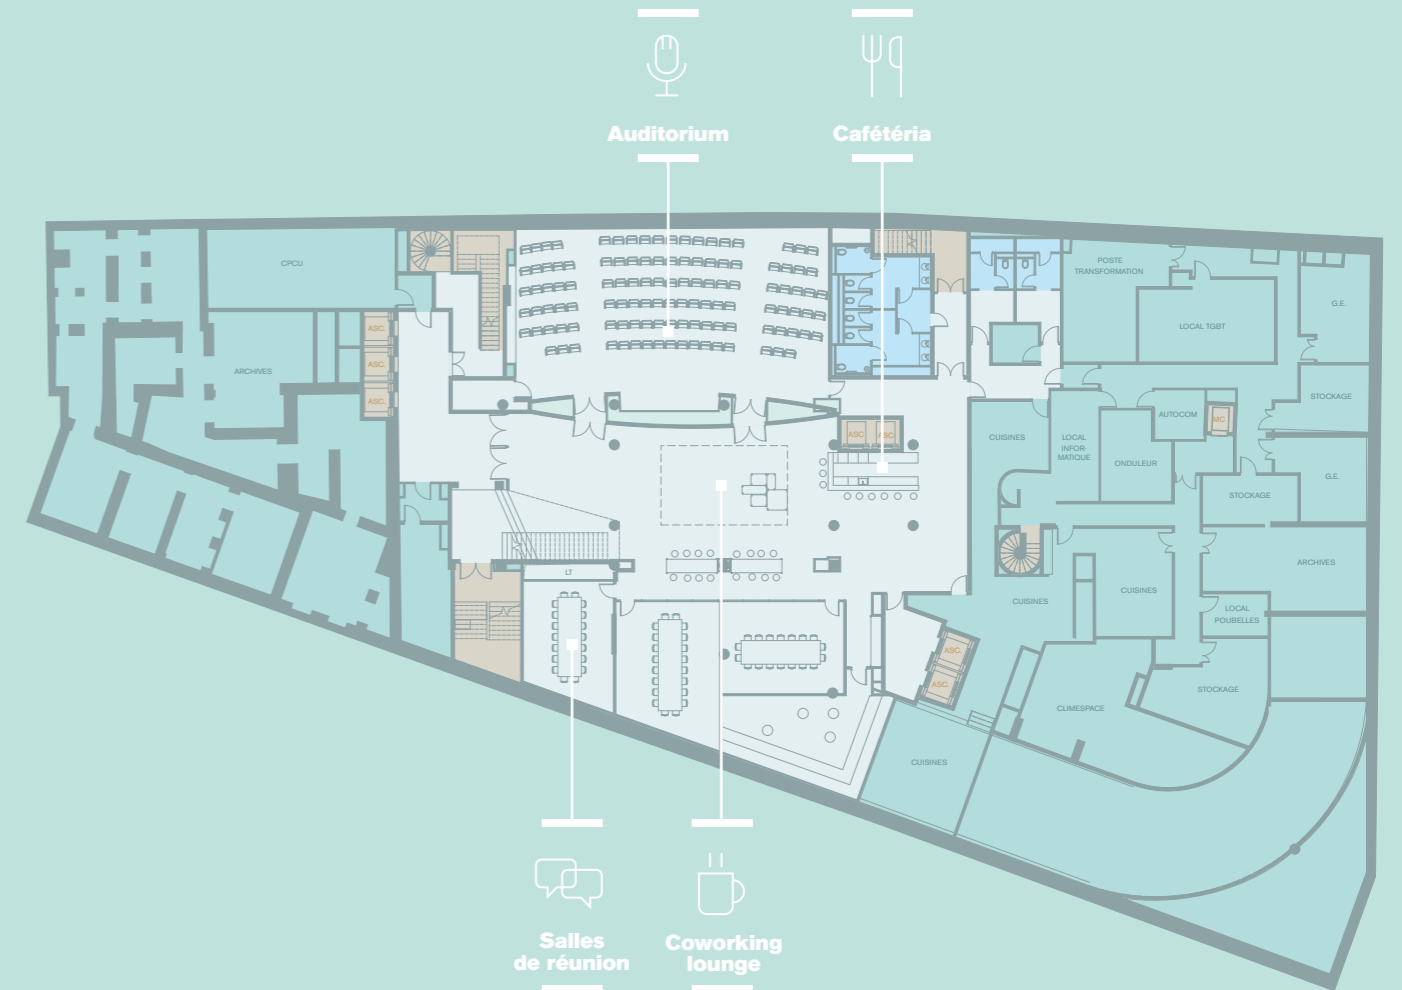 Auditorium
Cafétéria
CPCU
ASC.
ASC.
ASC.
ARCHIVES
POSTE
TRANSFORMATION
G.E.
LOCAL TGBT
STOCKAGE
AUTOCOM
MC
CUISINES
LOCAL
INFOR-
MATIQUE
ONDULEUR
ASC.
ASC.
STOCKAGE
G.E.
ARCHIVES
LT
CUISINES
CUISINES
LOCAL
POUBELLES
ASC.
ASC.
STOCKAGE
CLIMESPACE
CUISINES
Salles
de réunion
Coworking
lounge